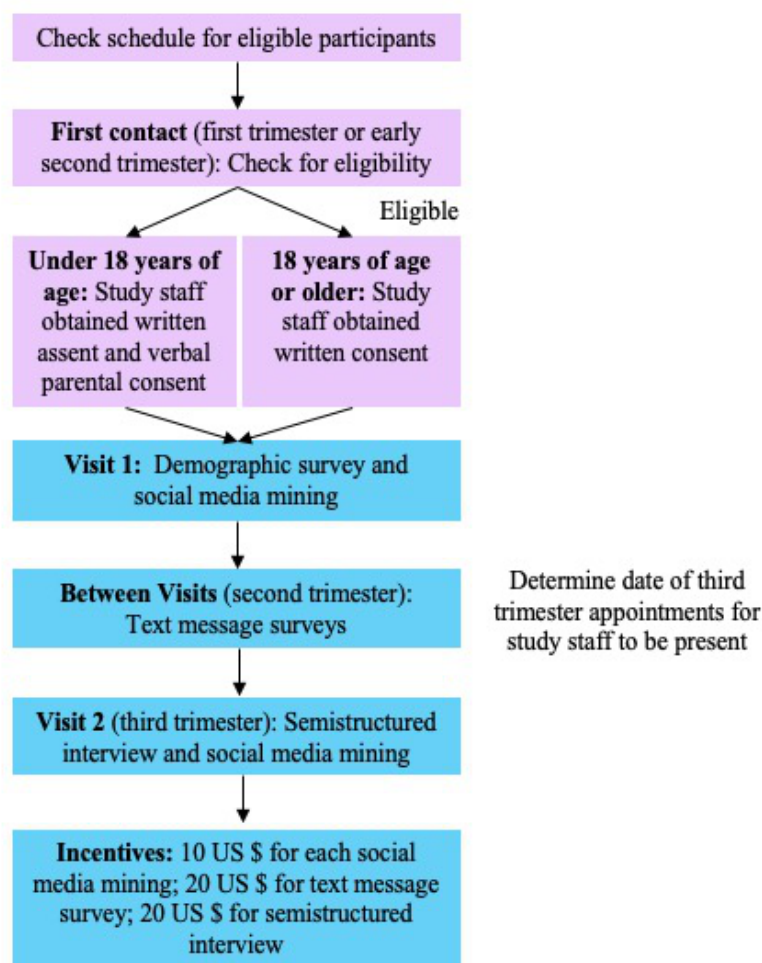 Check schedule for eligible participants
First contact (first trimester or early
second trimester): Check for eligibility
Eligible
Under 18 years of
age: Study staff
obtained written
assent and verbal
parental consent
18 years of age
or older: Study
staff obtained
written consent
Visit 1: Demographic survey and
social media mining
Between Visits (second trimester):
Text message surveys
Determine date of third
trimester appointments for
study staff to be present
Visit 2 (third trimester): Semistructured
interview and social media mining
Incentives: 10 US $ for each social
media mining; 20 US $ for text message
survey; 20 US $ for semistructured
interview